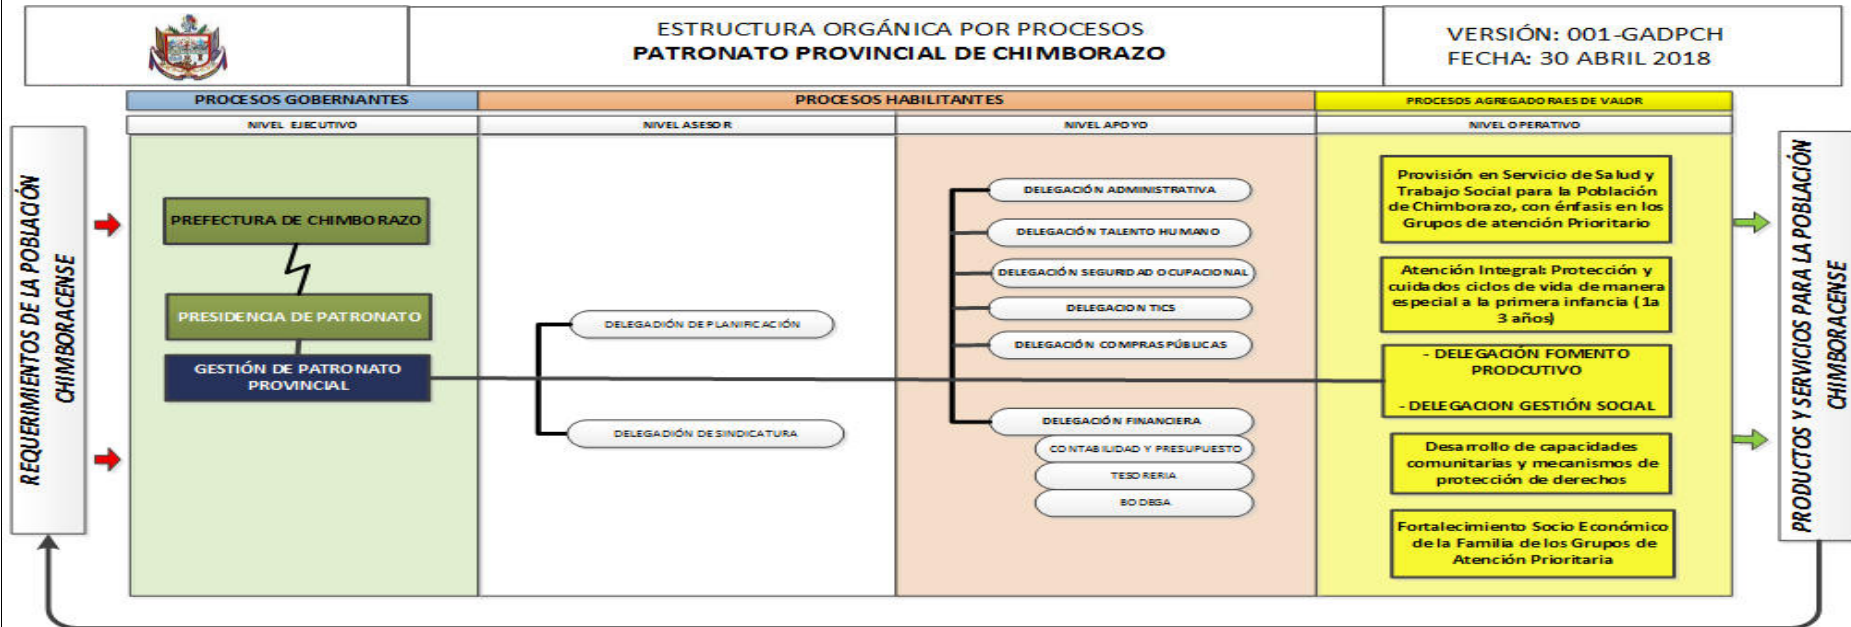 ESTRUCTURA ORGÁNICA POR PROCESOS
PATRONATO PROVINCIAL DE CHIMBORAZO
VERSIÓN: 001-GADPCH
FECHA: 30 ABRIL 2018
PROCESOS GOBERNANTES
PROCESOS HABILITANTES
PROCESOS AGREGADORAES DE VALOR
NIVEL EJECUTIVO
NIVEL ASESOR
NIVEL APOYO
NIVEL OPERATIVO
REQUERIMIENTOS DE LA POBLACIÓN
CHIMBORACENSE
PREFECTURA DE CHIMBORAZO
PRESIDENCIA DE PATRONATO
GESTIÓN DE PATRONATO
PROVINCIAL
DELEGADIÓN DE PLANIFICACIÓN
DELEGADIÓN DE SINDICATURA
DELEGACIÓN ADMINISTRATIVA
DELEGACIÓN TALENTO HUMANO
DELEGACIÓN SEGURIDAD OCUPACIONAL
DELEGACION TICS
DELEGACIÓN COMPRAS PÚBLICAS
DELEGACIÓN FINANCIERA
CONTABILIDAD Y PRESUPUESTO
TESORERIA
BODEGA
Provisión en Servicio de Salud y
Trabajo Social para la Población
de Chimborazo, con énfasis en los
Grupos de atención Prioritario
Atención Integral: Protección y
cuidados ciclos de vida de manera
especial a la primera infancia (1a
3 años)
- DELEGACIÓN FOMENTO
PRODCUTIVO
- DELEGACION GESTIÓN SOCIAL
Desarrollo de capacidades
comunitarias y mecanismos de
protección de derechos
Fortalecimiento Socio Económico
de la Familia de los Grupos de
Atención Prioritaria
PRODUCTOS Y SERVICIOS PARA LA POBLACIÓN
CHIMBORACENSE